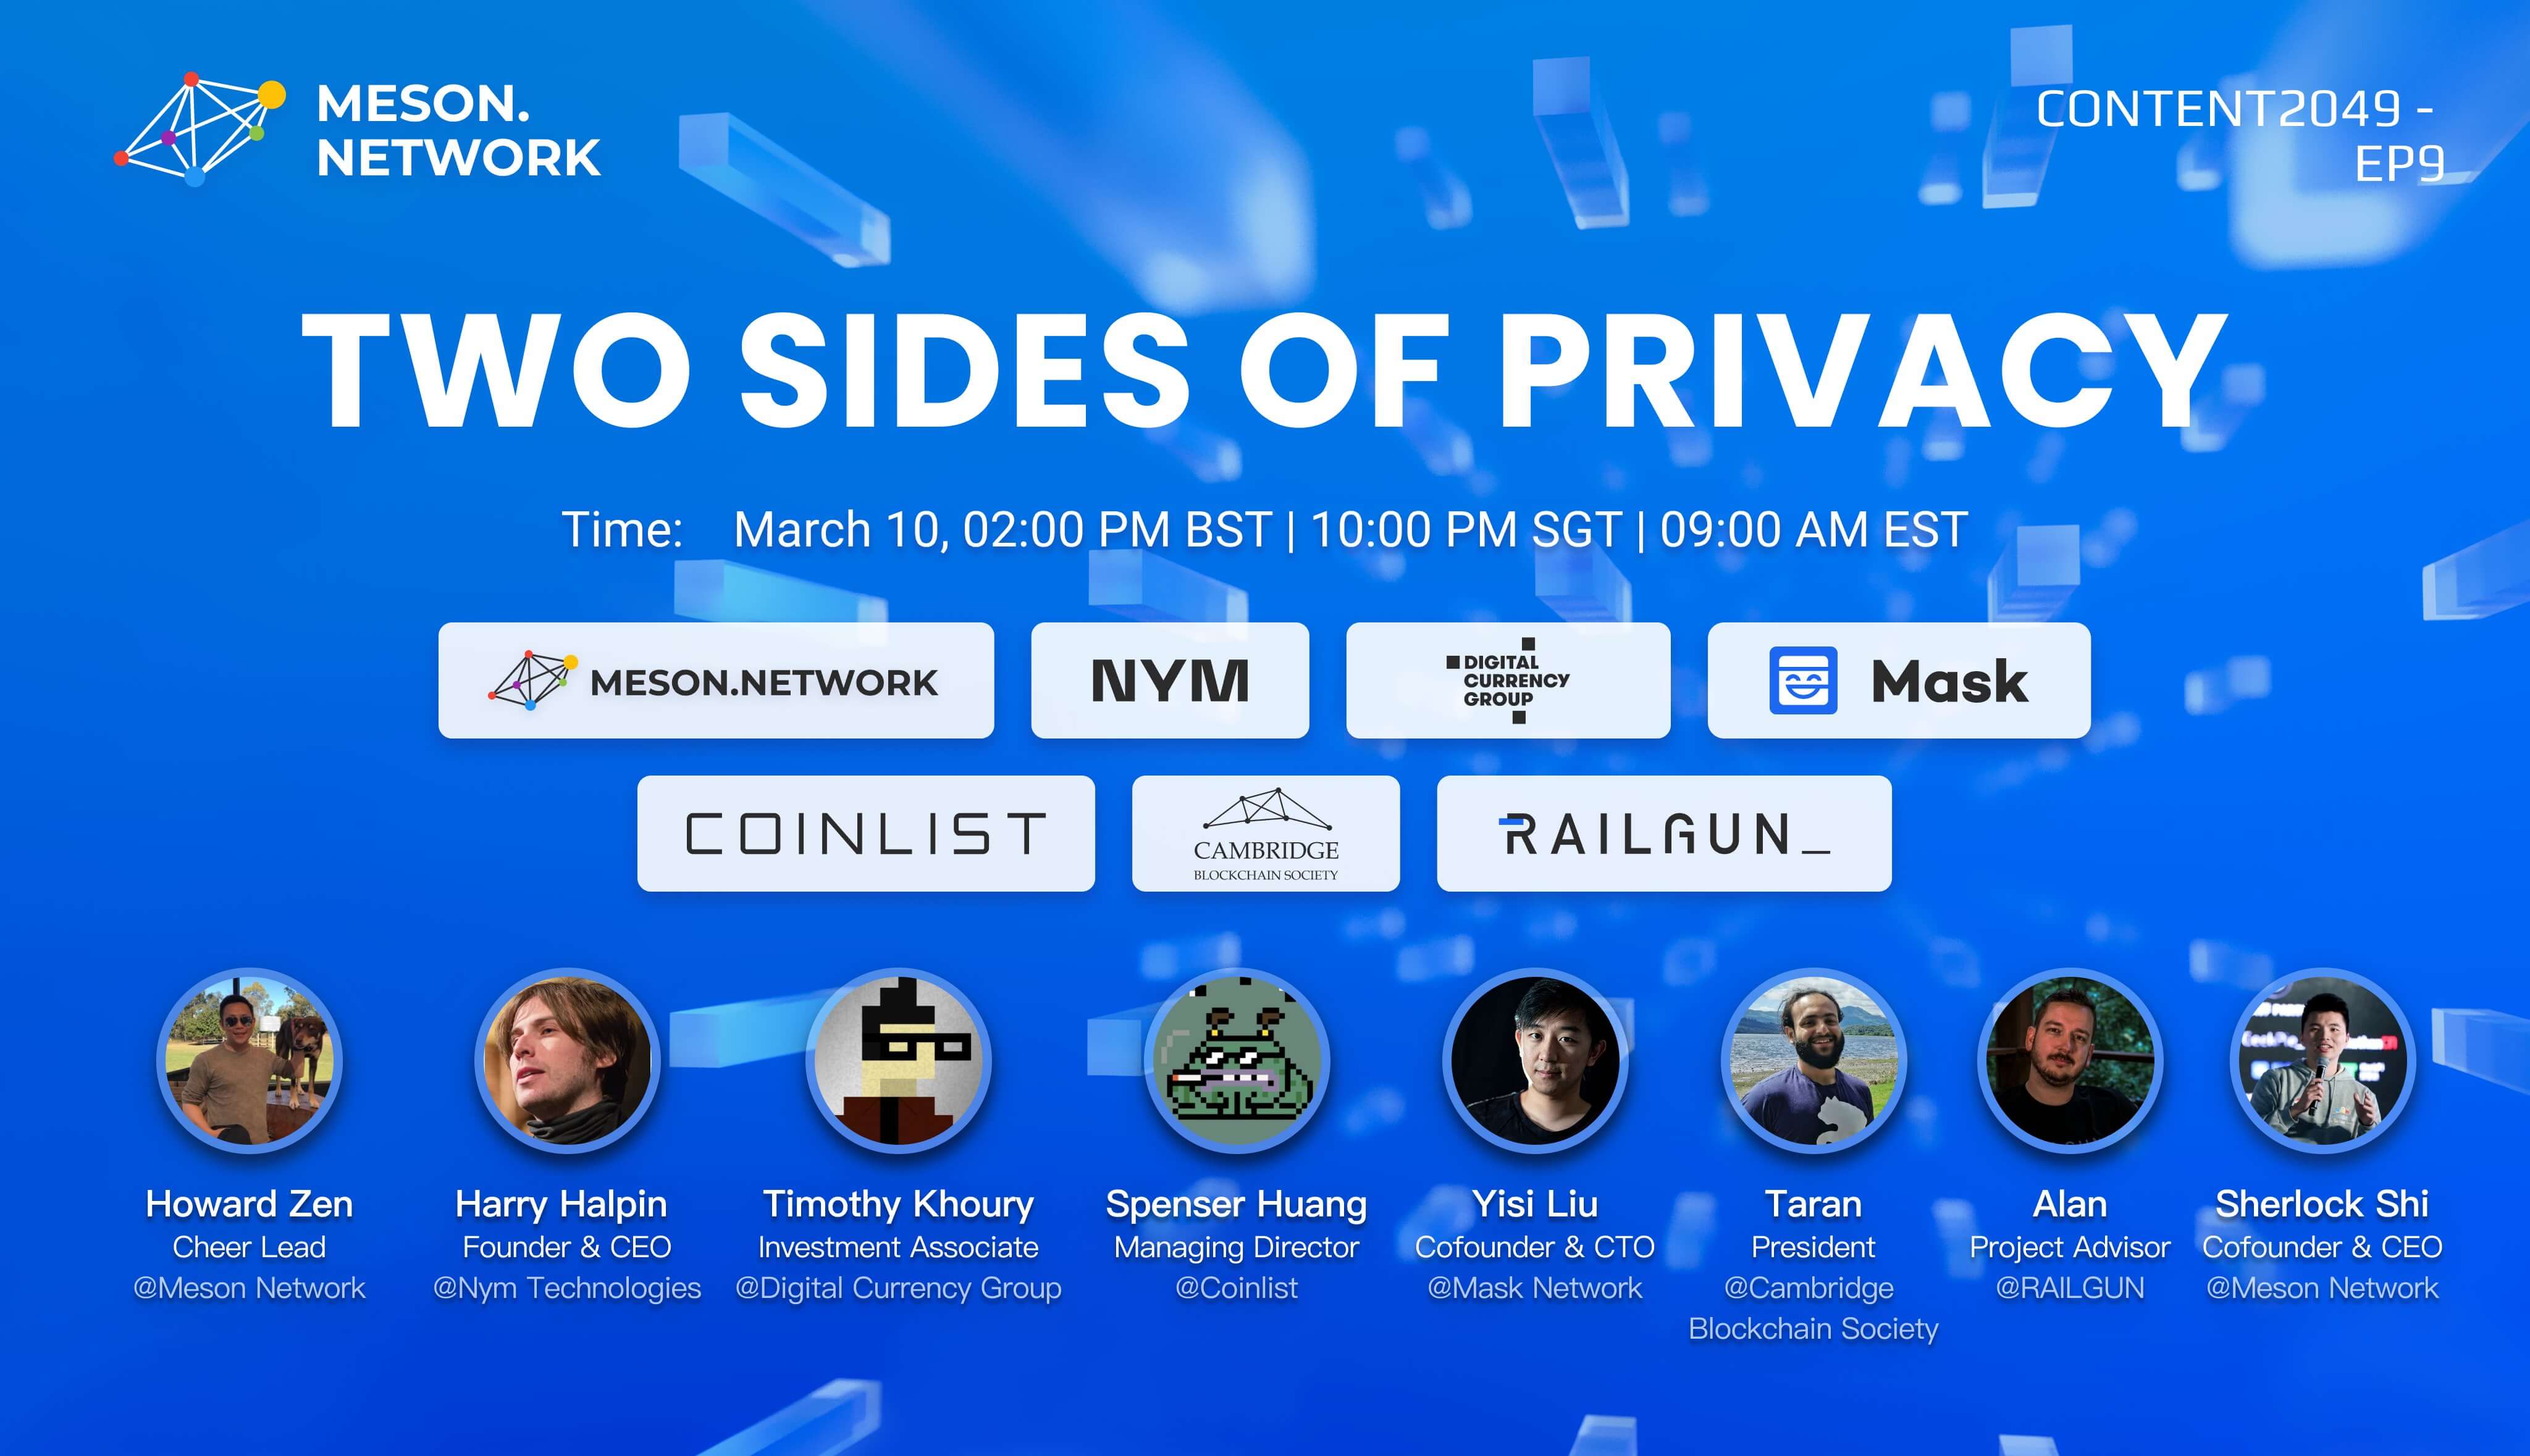 MESON.
NETWORK
CONTENT2049 -
EP9
TWO SIDES OF PRIVACY
Time: March 10, 02:00 PM BST | 10:00 PM SGT | 09:00 AM EST
MESON.NETWORK
NYM
DIGITAL
CURRENCY
GROUP
Mask
COINLIST
CAMBRIDGE
BLOCKCHAIN SOCIETY
RAILGUN_
Howard Zen
Cheer Lead
@Meson Network
Harry Halpin
Founder & CEO
@Nym Technologies
Timothy Khoury
Investment Associate
@Digital Currency Group
Spenser Huang
Managing Director
@Coinlist
Yisi Liu
Cofounder & CTO
@Mask Network
Taran
President
@Cambridge
Blockchain Society
Alan
Project Advisor
@RAILGUN
Sherlock Shi
Cofounder & CEO
@Meson Network